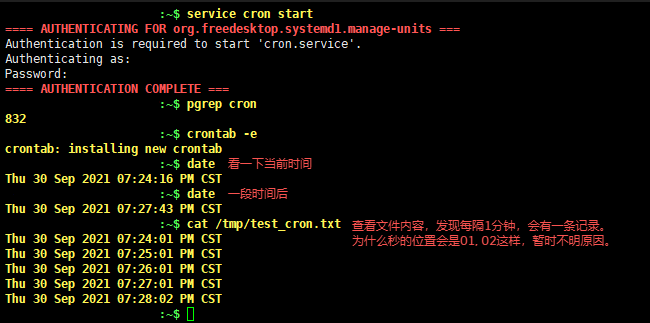 :~$ service cron start
==== AUTHENTICATING FOR org.freedesktop.systemd1.manage-units ===
Authentication is required to start 'cron.service'.
Authenticating as:
Password:
==== AUTHENTICATION COMPLETE ===
:~$ pgrep cron
832
:~$ crontab -e
crontab: installing new crontab
:~$ date 看一下当前时间
Thu 30 Sep 2021 07:24:16 PM CST
:~$ date 一段时间后
Thu 30 Sep 2021 07:27:43 PM CST
:~$ cat /tmp/test_cron.txt 查看文件内容，发现每隔1分钟，会有一条记录。
Thu 30 Sep 2021 07:24:01 PM CST 为什么秒的位置会是01, 02这样，暂时不明原因。
Thu 30 Sep 2021 07:25:01 PM CST
Thu 30 Sep 2021 07:26:01 PM CST
Thu 30 Sep 2021 07:27:01 PM CST
Thu 30 Sep 2021 07:28:02 PM CST
:~$